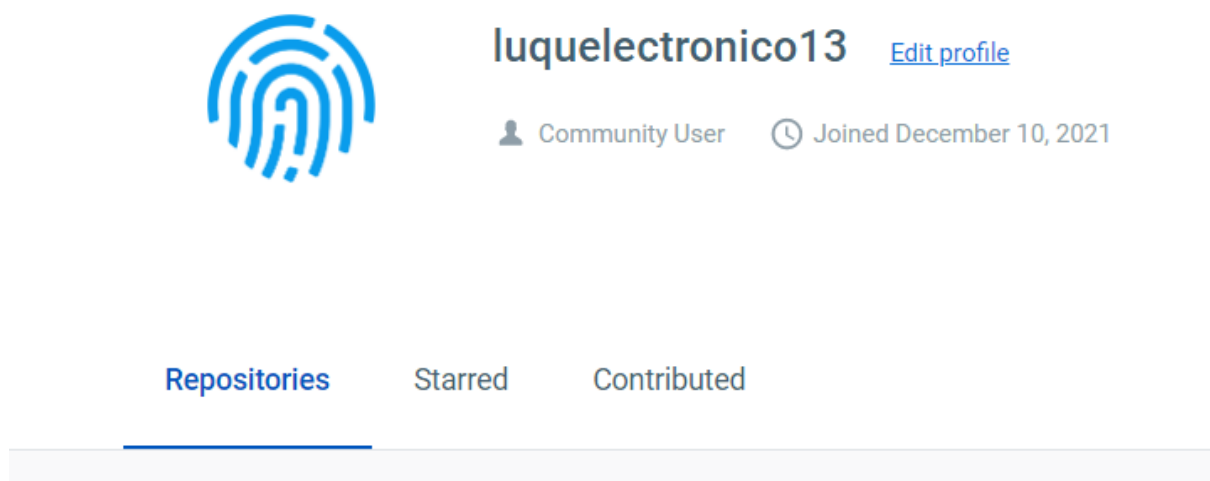 luquelectronico13 Edit profile
Community User Joined December 10, 2021
Repositories Starred Contributed